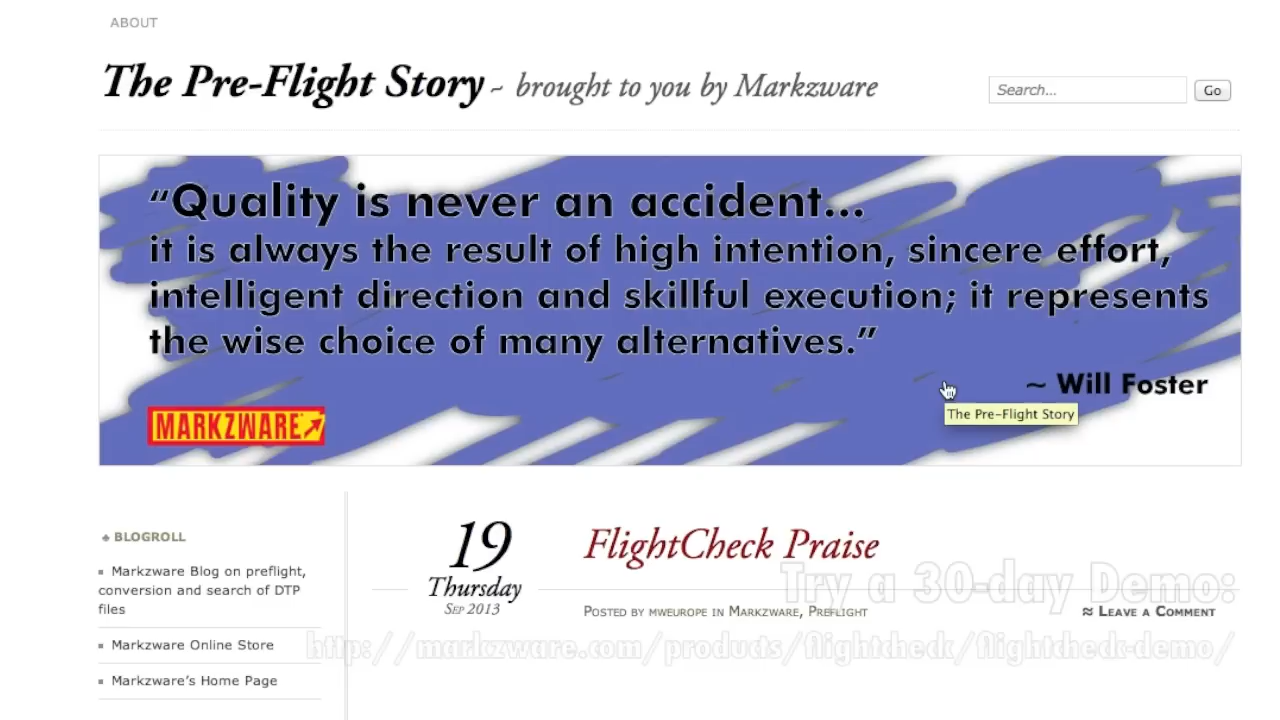 ABOUT
The Pre-Flight Story ~ brought to you by Markzware
Search...
Go
“Quality is never an accident...
it is always the result of high intention, sincere effort,
intelligent direction and skillful execution; it represents
the wise choice of many alternatives.”
~ Will Foster
The Pre-Flight Story
MARKZWARE
BLOGROLL
Markzware Blog on preflight,
conversion and search of DTP
files
Markzware Online Store
Markzware’s Home Page
19
Thursday
Sep 2013
FlightCheck Praise
Posted by mweurope in Markzware, Preflight
≈ Leave a Comment
Try a 30-day Demo:
http://markzware.com/products/flightcheck/flightcheck-demo/